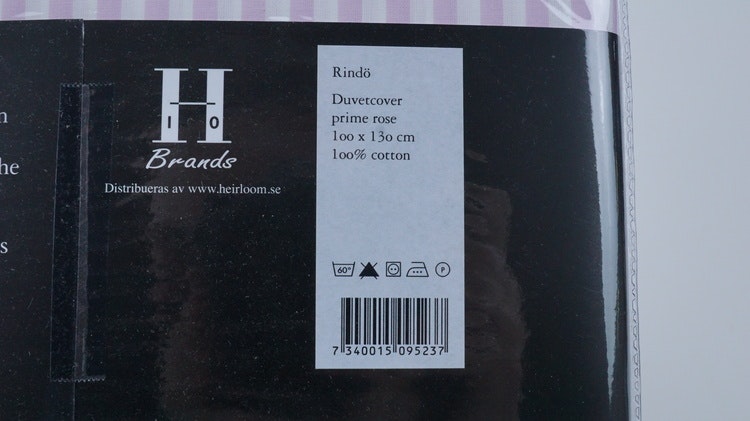 n
he
s
H
10
Brands
Distribueras av www.heirloom.se
Rindö
Duvetcover
prime rose
100 x 130 cm
100% cotton
60°
P
7 340015 095237